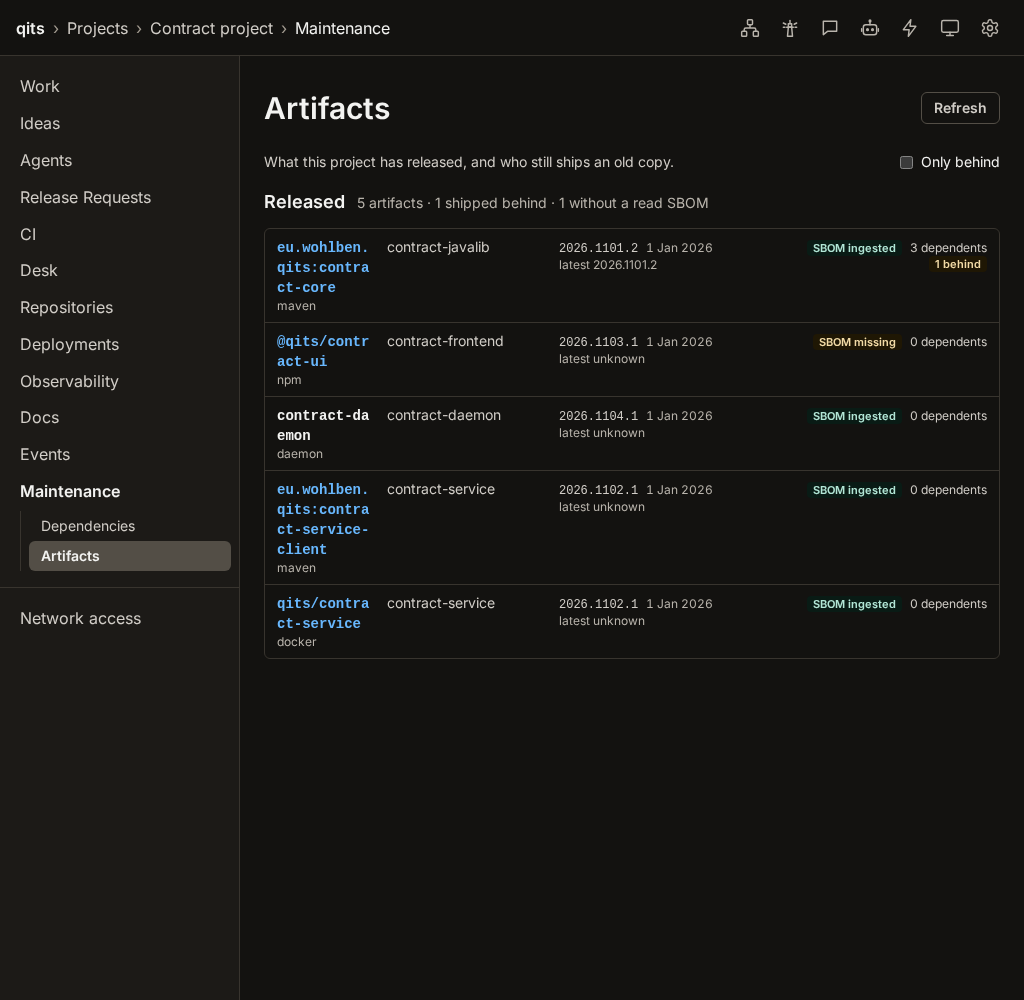 qits › Projects › Contract project › Maintenance
Work
Ideas
Agents
Release Requests
CI
Desk
Repositories
Deployments
Observability
Docs
Events
Maintenance
Dependencies
Artifacts
Network access
Artifacts
Refresh
What this project has released, and who still ships an old copy.
Only behind
Released 5 artifacts · 1 shipped behind · 1 without a read SBOM
eu.wohlben.
qits:contra
ct-core
maven
contract-javalib
2026.1101.2 1 Jan 2026
latest 2026.1101.2
SBOM ingested 3 dependents
1 behind
@qits/contr
act-ui
npm
contract-frontend
2026.1103.1 1 Jan 2026
latest unknown
SBOM missing 0 dependents
contract-da
emon
daemon
contract-daemon
2026.1104.1 1 Jan 2026
latest unknown
SBOM ingested 0 dependents
eu.wohlben.
qits:contra
ct-service-
client
maven
contract-service
2026.1102.1 1 Jan 2026
latest unknown
SBOM ingested 0 dependents
qits/contra
ct-service
docker
contract-service
2026.1102.1 1 Jan 2026
latest unknown
SBOM ingested 0 dependents